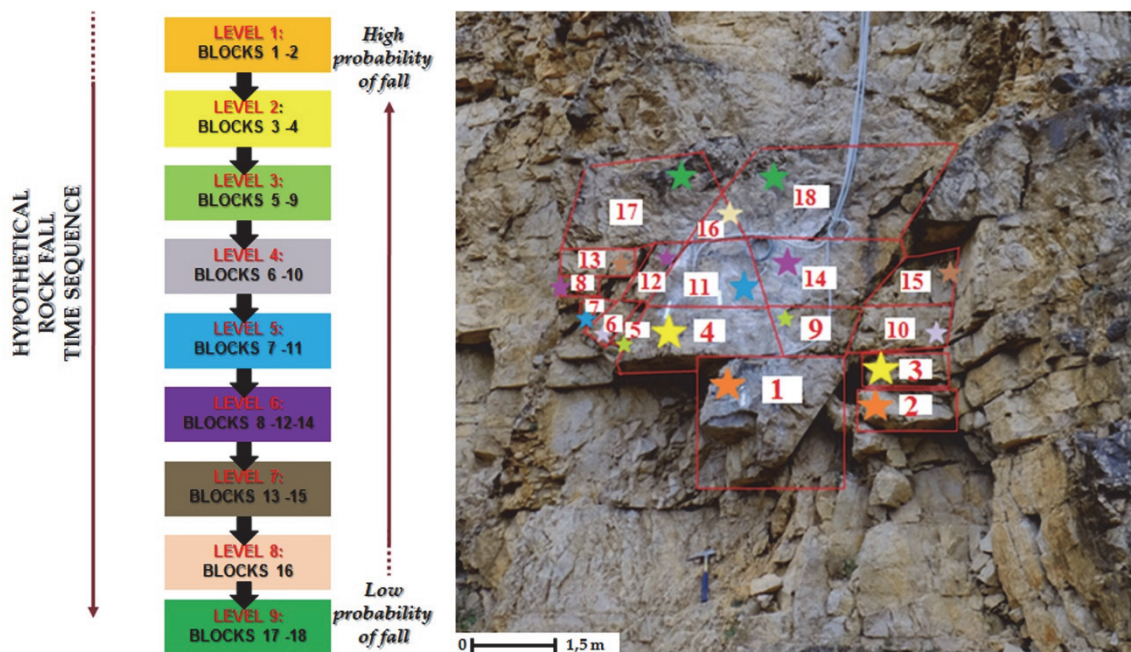 HYPOTHETICAL
ROCK FALL
TIME SEQUENCE
LEVEL 1:
BLOCKS 1 -2
LEVEL 2:
BLOCKS 3 -4
LEVEL 3:
BLOCKS 5 -9
LEVEL 4:
BLOCKS 6 -10
LEVEL 5:
BLOCKS 7 -11
LEVEL 6:
BLOCKS 8 -12-14
LEVEL 7:
BLOCKS 13 -15
LEVEL 8:
BLOCKS 16
LEVEL 9:
BLOCKS 17 -18
High
probability
of fall
Low
probability
of fall
17
18
16
13
12
14
15
8
11
7
6
5
4
9
10
3
1
2
0 1,5 m